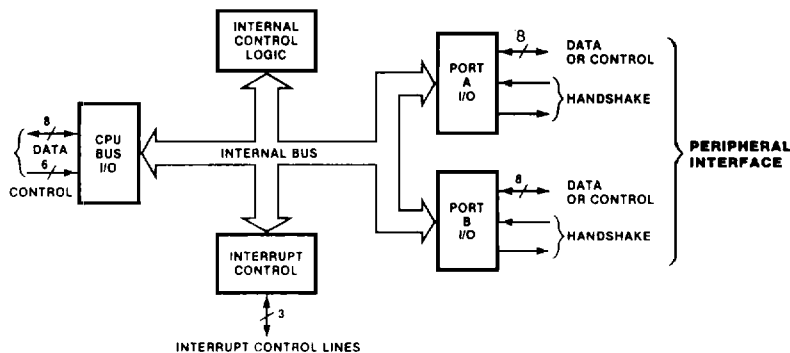 INTERNAL
CONTROL
LOGIC
8
DATA
6
CONTROL
CPU
BUS
I/O
INTERNAL BUS
PORT
A
I/O
8
DATA
OR CONTROL
HANDSHAKE
PORT
B
I/O
8
DATA
OR CONTROL
HANDSHAKE
PERIPHERAL
INTERFACE
INTERRUPT
CONTROL
3
INTERRUPT CONTROL LINES